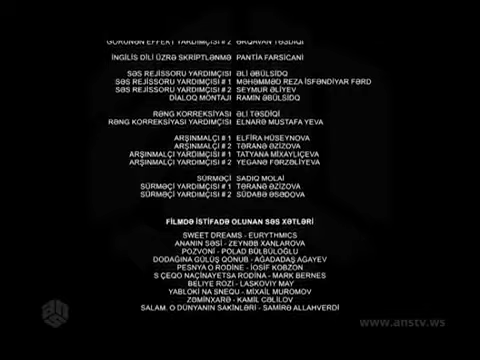 GÖRÜNƏN EFFEKT YARDIMÇISI # 2 ƏRQAVAN TƏSDİQİ
İNGİLİS DİLİ ÜZRƏ SKRİPTLƏNMƏ PANTİA FARSİCANİ
SƏS REJİSSORU YARDIMÇISI ƏLİ ƏBÜLSİDQ
SƏS REJİSSORU YARDIMÇISI # 1 MƏHƏMMƏD REZA İSFƏNDİYAR FƏRD
SƏS REJİSSORU YARDIMÇISI # 2 SEYMUR ƏLİYEV
DİALOQ MONTAJI RAMİN ƏBÜLSİDQ
RƏNG KORREKSİYASI ƏLİ TƏSDİQİ
RƏNG KORREKSİYASI YARDIMÇISI ELNARƏ MUSTAFA YEVA
ARŞINMALÇI # 1 ELFİRA HÜSEYNOVA
ARŞINMALÇI # 2 TƏRANƏ ƏZİZOVA
ARŞINMALÇI YARDIMÇISI # 1 TATYANA MİXAYLIÇEVA
ARŞINMALÇI YARDIMÇISI # 2 YEGANƏ FƏRZƏLİYEVA
SÜRMƏÇİ SADIQ MOLAİ
SÜRMƏÇİ YARDIMÇISI # 1 TƏRANƏ ƏZİZOVA
SÜRMƏÇİ YARDIMÇISI # 2 SÜDABƏ ƏSƏDOVA
FİLMDƏ İSTİFADƏ OLUNAN SƏS XƏTLƏRİ
SWEET DREAMS - EURYTHMICS
ANANIN SƏSİ - ZEYNƏB XANLAROVA
POZVONİ - POLAD BÜLBÜLOĞLU
DODAĞINA GÜLÜŞ QONUB - AĞADADAŞ AĞAYEV
PESNYA O RODİNE - İOSİF KOBZON
S ÇEQO NAÇİNAYETSA RODİNA - MARK BERNES
BELIYE ROZI - LASKOVIY MAY
YABLOKİ NA SNEQU - MİXAİL MUROMOV
ZƏMİNXARƏ - KAMİL CƏLİLOV
SALAM, O DÜNYANIN SAKİNLƏRİ - SAMİRƏ ALLAHVERDİ
www.anstv.ws